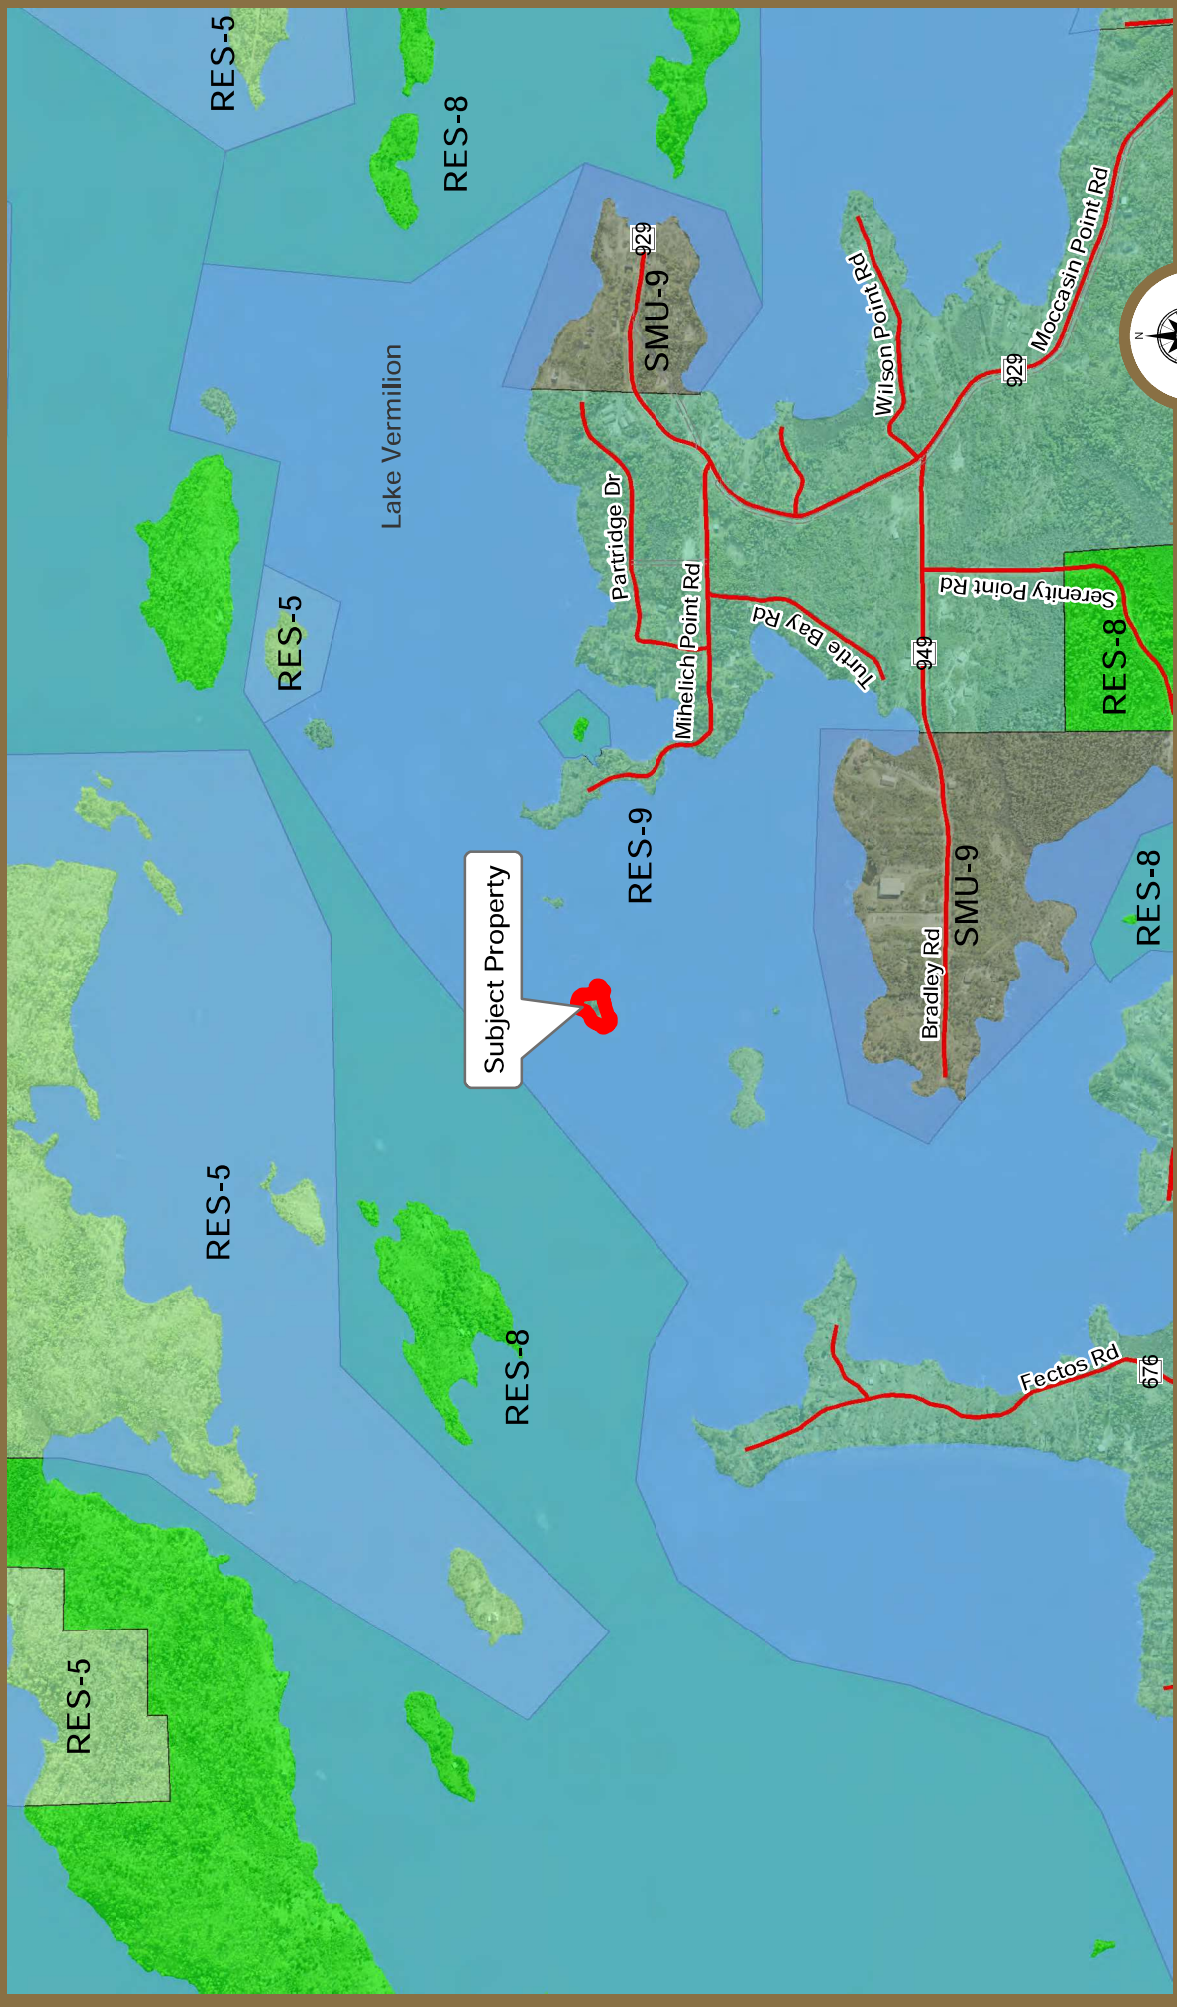 RES-5
RES-8
929
SMU-9
Wilson Point Rd
Moccasin Point Rd
929
N
Lake Vermilion
Partridge Dr
Mihelich Point Rd
Turtle Bay Rd
Serenity Point Rd
949
RES-8
RES-5
RES-9
Subject Property
SMU-9
Bradley Rd
RES-8
RES-5
RES-8
Fectos Rd
676
RES-5